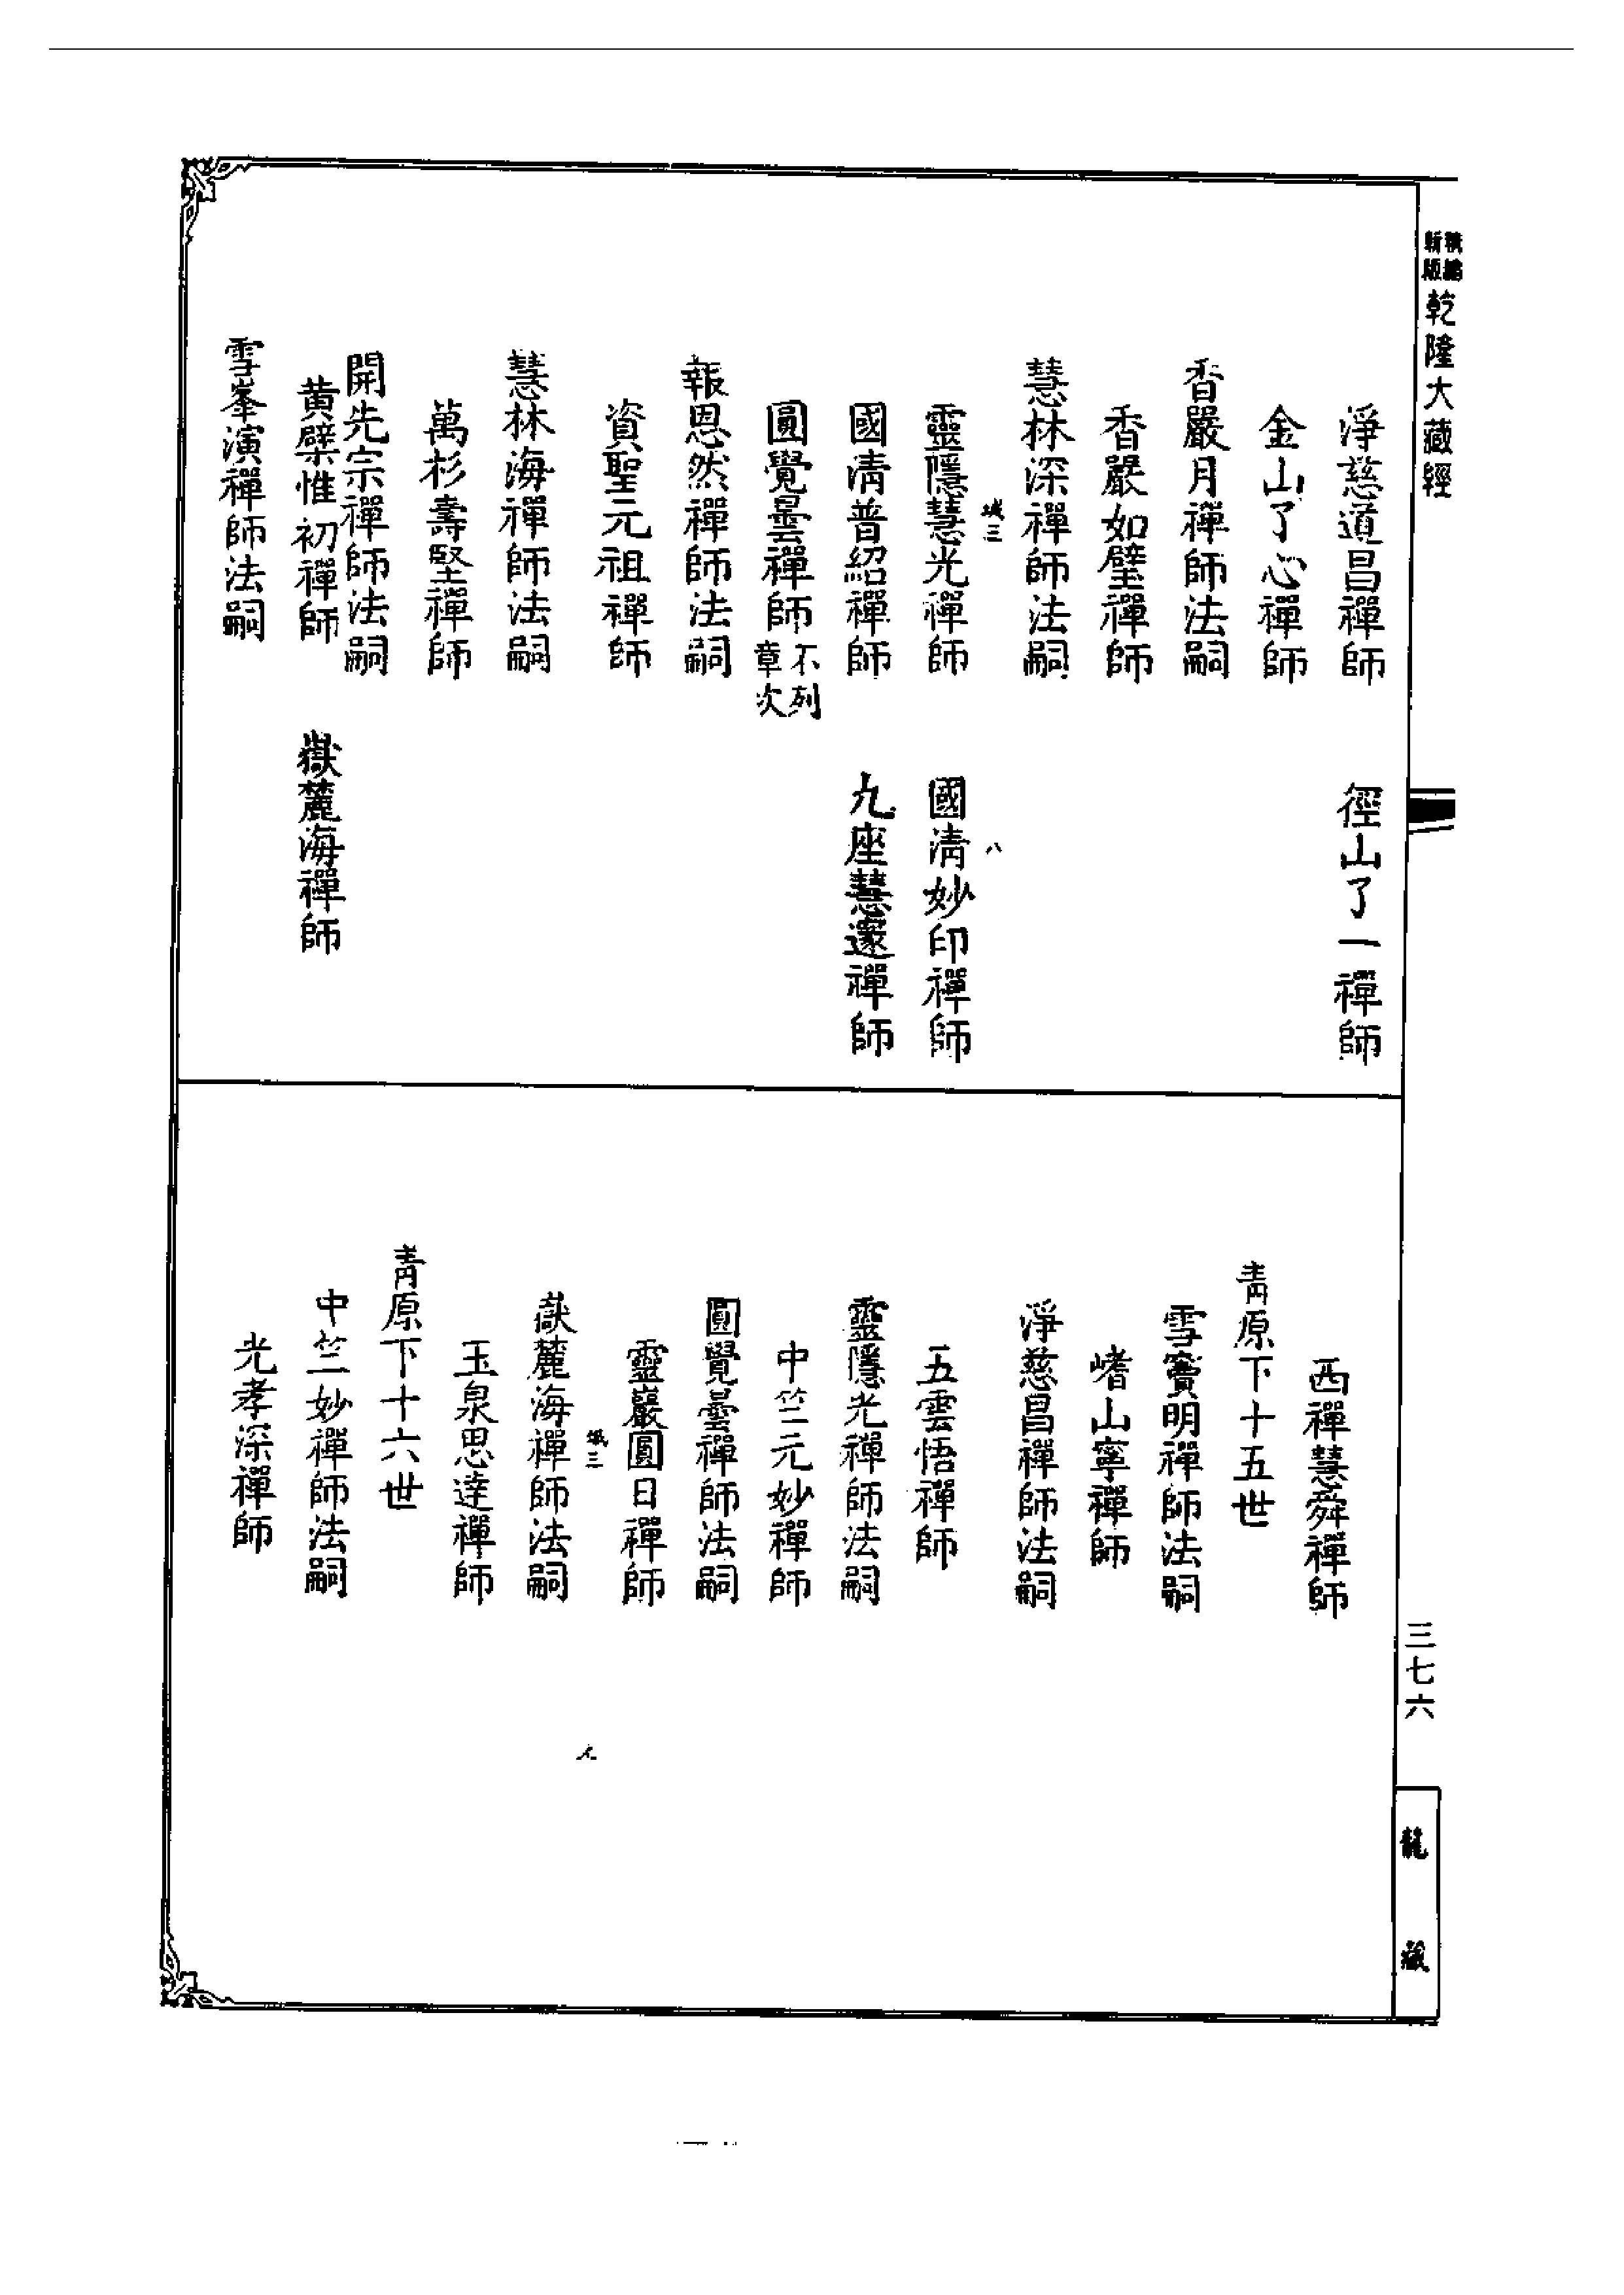 精縮新版
乾隆大藏經
淨慈道昌禪師 徑山了一禪師
金山了心禪師
香嚴月禪師法嗣
香嚴如璧禪師
慧林深禪師法嗣
三 八
靈隱慧光禪師 國清妙印禪師
國清普紹禪師 九座慧邃禪師
圓覺曇禪師不列章次
報恩然禪師法嗣
資聖元祖禪師
慧林海禪師法嗣
萬杉壽堅禪師
開先宗禪師法嗣
黄檗惟初禪師 嶽麓海禪師
雪峯演禪師法嗣
西禪慧舜禪師
青原下十五世
雪竇明禪師法嗣
嗜山寧禪師
淨慈昌禪師法嗣
五雲悟禪師
靈隱光禪師法嗣
中竺元妙禪師
圓覺曇禪師法嗣
靈巖圓日禪師
三 九
嶽麓海禪師法嗣
玉泉思達禪師
青原下十六世
中竺妙禪師法嗣
光孝深禪師
三七六
龍藏